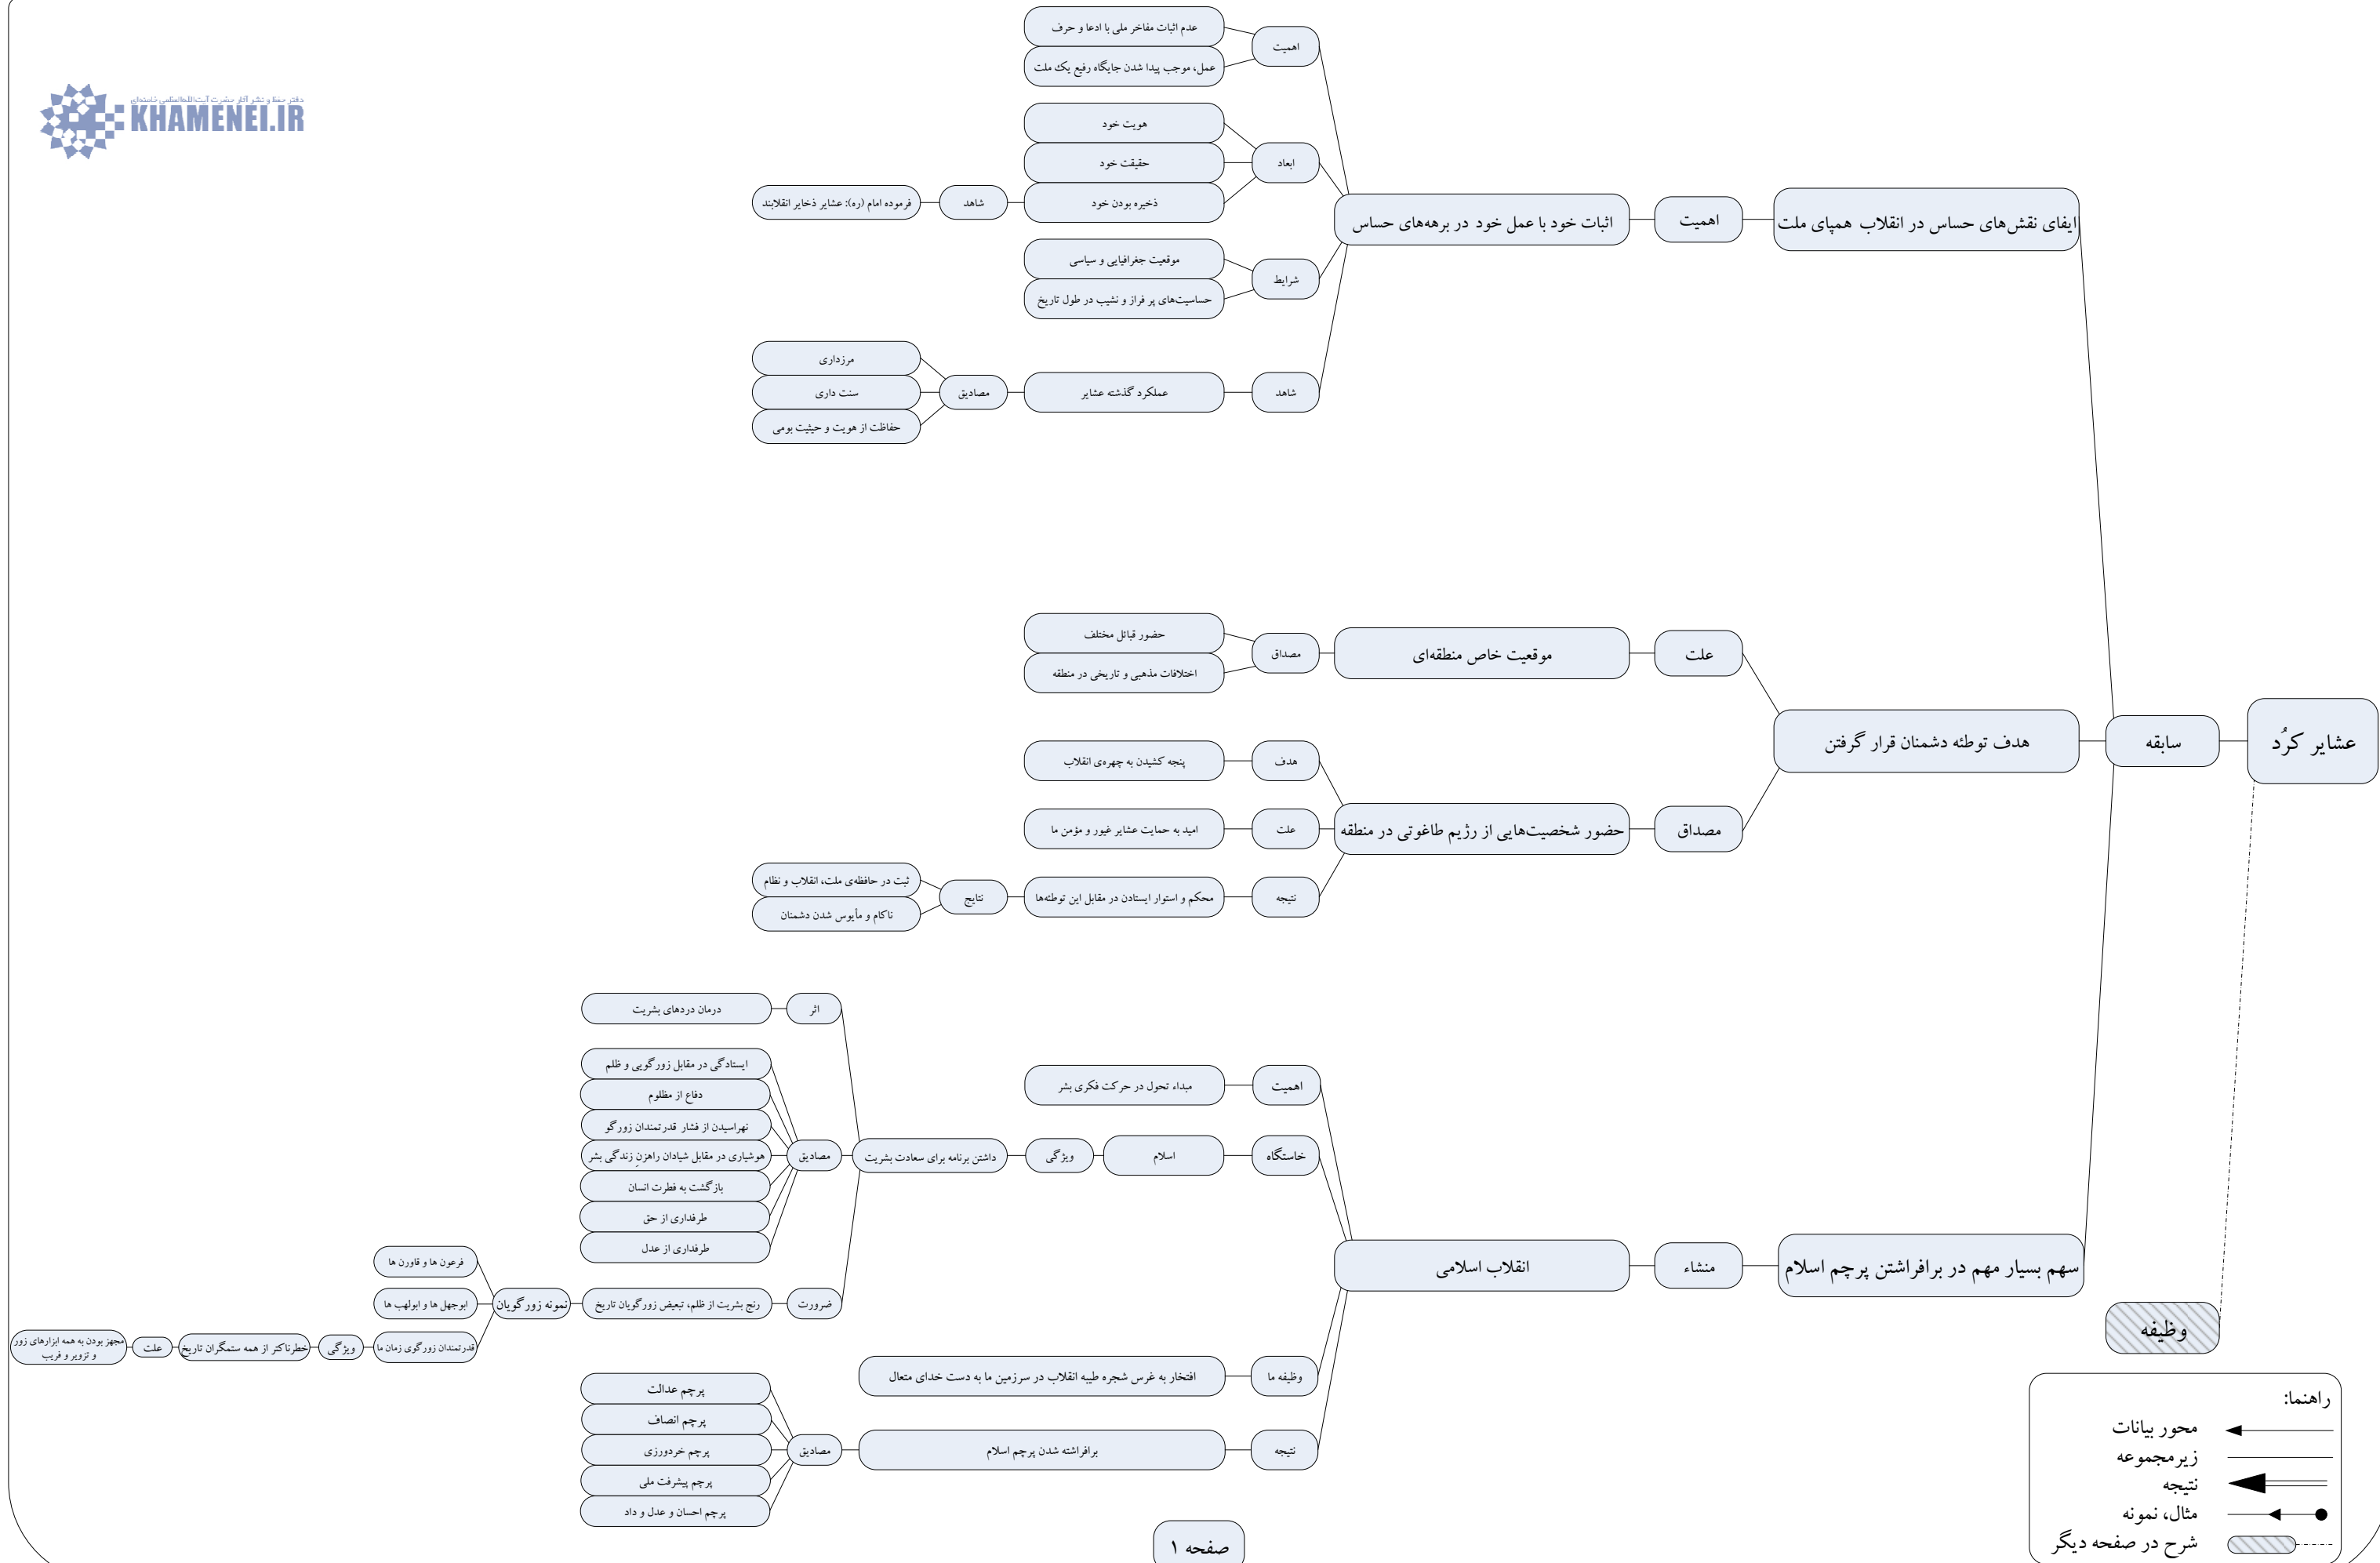 دفتر حفظ و نشر آثار حضرت آیت‌الله‌العظمی خامنه‌ای
KHAMENEI.IR
عشایر کرُد
سابقه
ایفای نقش‌های حساس در انقلاب همپای ملت
اهمیت
اثبات خود با عمل خود در برهه‌های حساس
اهمیت
عدم اثبات مفاخر ملی با ادعا و حرف
عمل، موجب پیدا شدن جایگاه رفیع یک ملت
ابعاد
هویت خود
حقیقت خود
ذخیره بودن خود
شاهد
فرموده امام (ره): عشایر ذخایر انقلابند
شرایط
موقعیت جغرافیایی و سیاسی
حساسیت‌های پر فراز و نشیب در طول تاریخ
شاهد
عملکرد گذشته عشایر
مصادیق
مرزداری
سنت داری
حفاظت از هویت و حیثیت بومی
هدف توطئه دشمنان قرار گرفتن
علت
موقعیت خاص منطقه‌ای
مصداق
حضور قبائل مختلف
اختلافات مذهبی و تاریخی در منطقه
مصداق
حضور شخصیت‌هایی از رژیم طاغوتی در منطقه
هدف
پنجه کشیدن به چهره‌ی انقلاب
علت
امید به حمایت عشایر غیور و مؤمن ما
نتیجه
محکم و استوار ایستادن در مقابل این توطئه‌ها
نتایج
ثبت در حافظه‌ی ملت، انقلاب و نظام
ناکام و مأیوس شدن دشمنان
سهم بسیار مهم در برافراشتن پرچم اسلام
منشاء
انقلاب اسلامی
اهمیت
مبداء تحول در حرکت فکری بشر
خاستگاه
اسلام
ویژگی
داشتن برنامه برای سعادت بشریت
اثر
درمان دردهای بشریت
مصادیق
ایستادگی در مقابل زورگویی و ظلم
دفاع از مظلوم
نهراسیدن از فشار قدرتمندان زورگو
هوشیاری در مقابل شیادان راهزنِ زندگی بشر
بازگشت به فطرت انسان
طرفداری از حق
طرفداری از عدل
ضرورت
رنج بشریت از ظلم، تبعیض زورگویان تاریخ
نمونه زورگویان
فرعون ها و قاورن ها
ابوجهل ها و ابولهب ها
قدرتمندان زورگوی زمان ما
ویژگی
خطرناکتر از همه ستمگران تاریخ
علت
مجهز بودن به همه ابزارهای زور
و تزویر و فریب
وظیفه ما
افتخار به غرس شجره طیبه انقلاب در سرزمین ما به دست خدای متعال
نتیجه
برافراشته شدن پرچم اسلام
مصادیق
پرچم عدالت
پرچم انصاف
پرچم خردورزی
پرچم پیشرفت ملی
پرچم احسان و عدل و داد
وظیفه
راهنما:
محور بیانات
زیرمجموعه
نتیجه
مثال، نمونه
شرح در صفحه دیگر
صفحه ۱